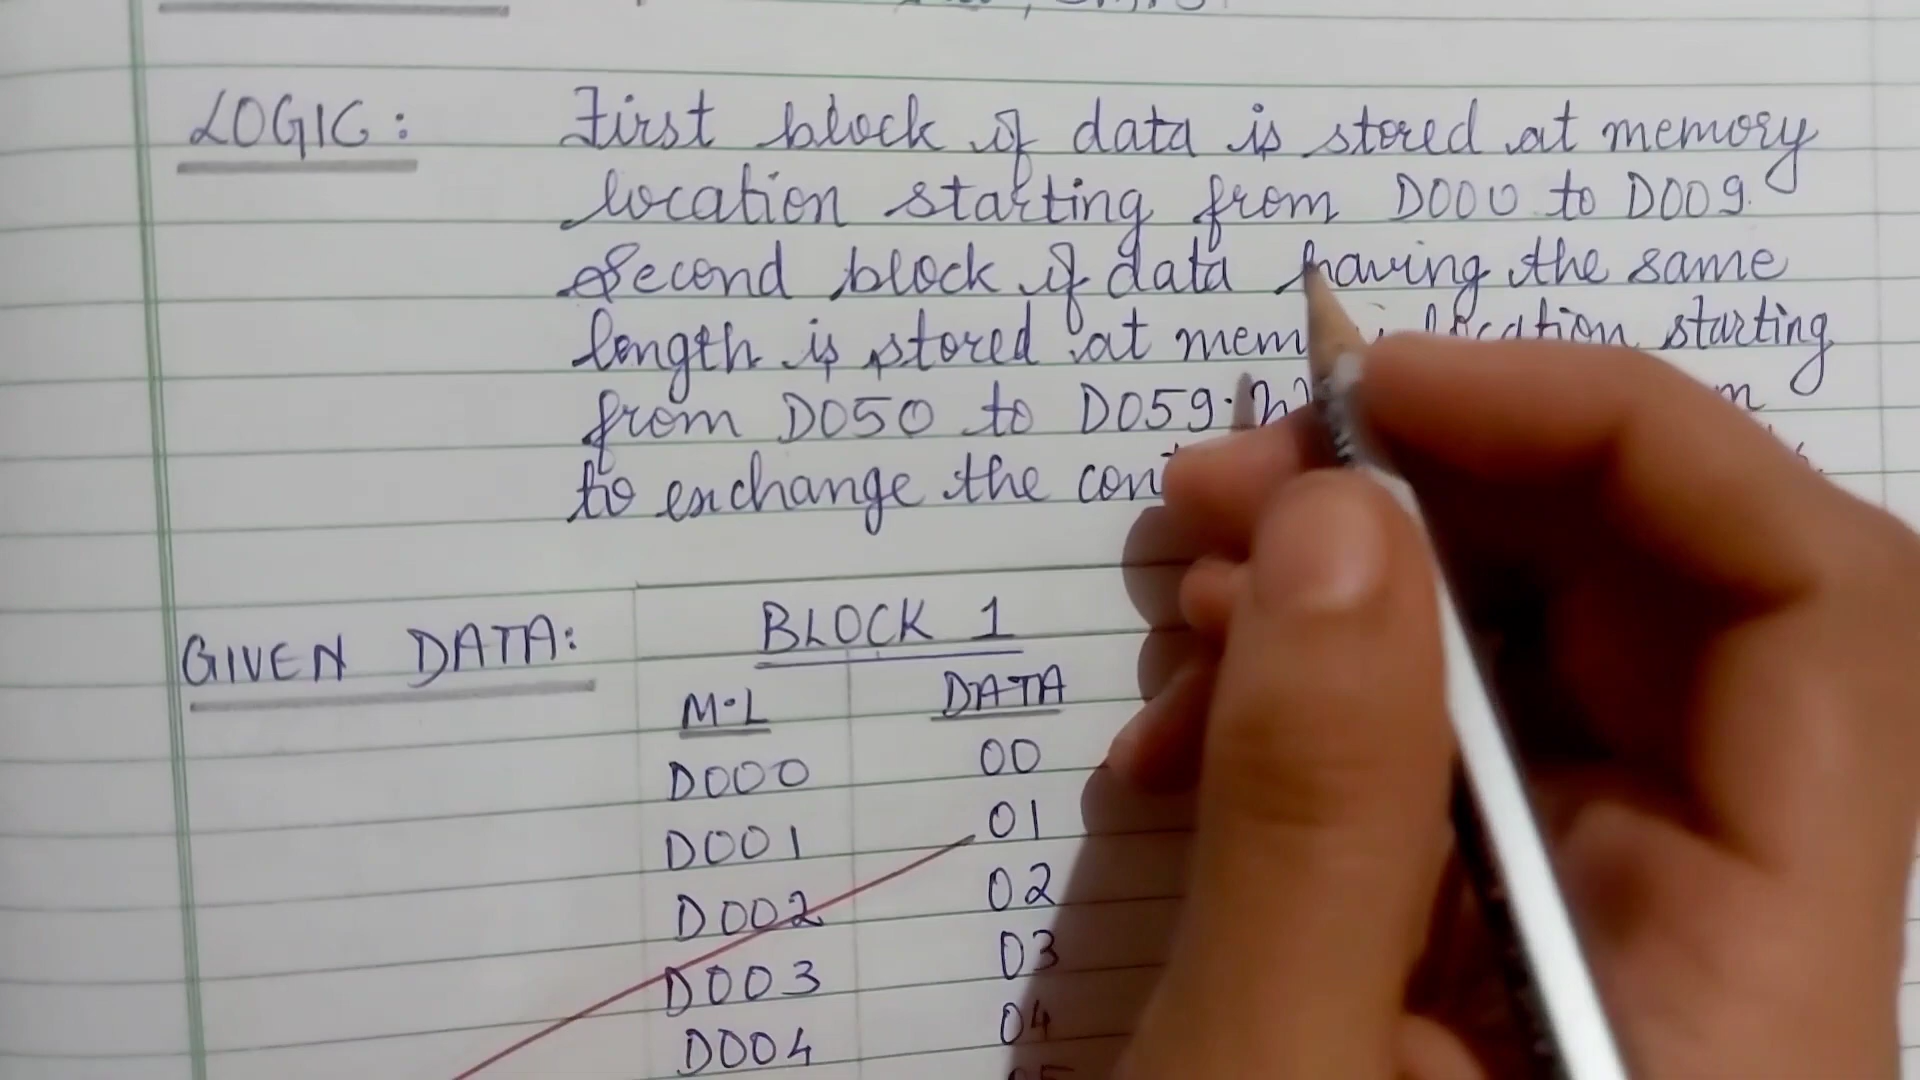 LOGIC: First block of data is stored at memory
location starting from D000 to D009.
Second block of data having the same
length is stored at location starting
from D050 to D059.
to exchange the
GIVEN DATA: BLOCK 1
M.L DATA
D000 00
D001 01
D002 02
D003 03
D004 04